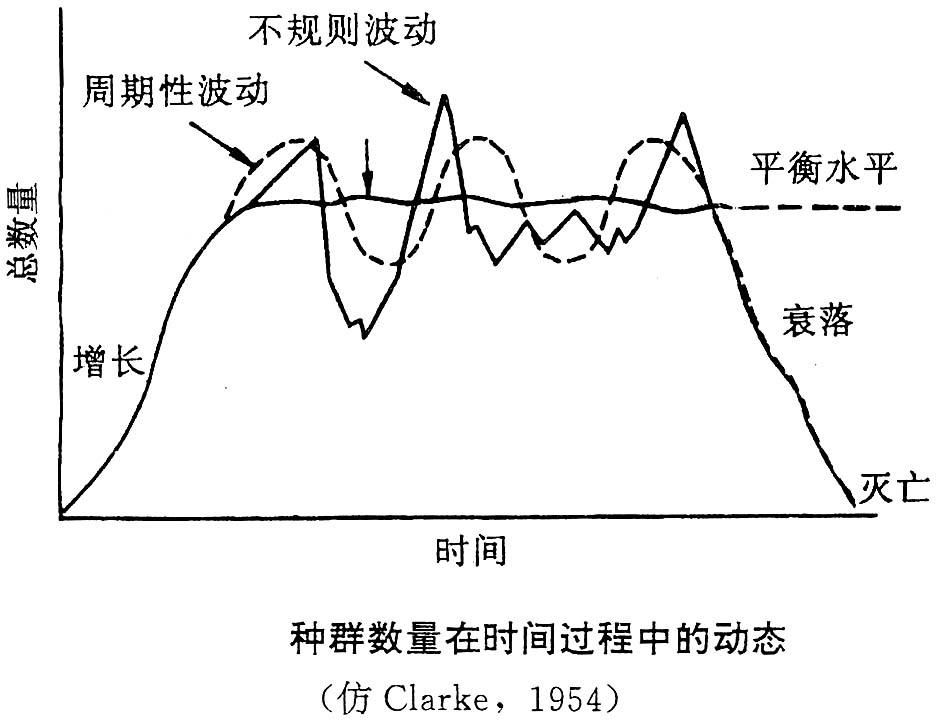 不规则波动
周期性波动
平衡水平
总数量
增长
衰落
灭亡
时间
种群数量在时间过程中的动态
（仿 Clarke，1954）